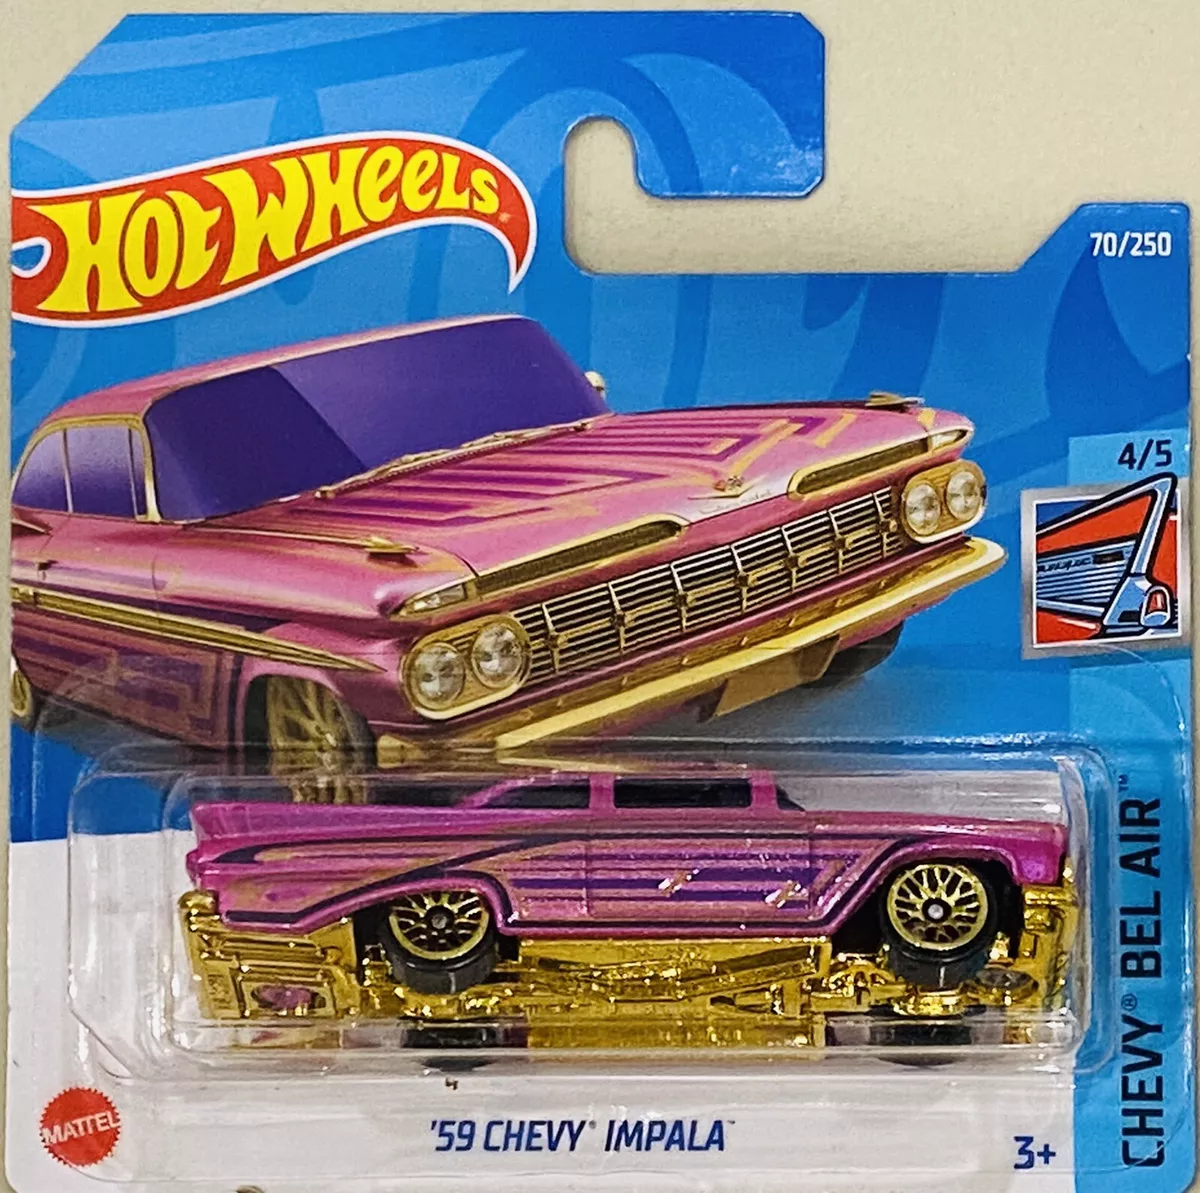 HOT WHEELS
70/250
4/5
CHEVY® BEL AIR™
MATTEL
'59 CHEVY® IMPALA™
3+